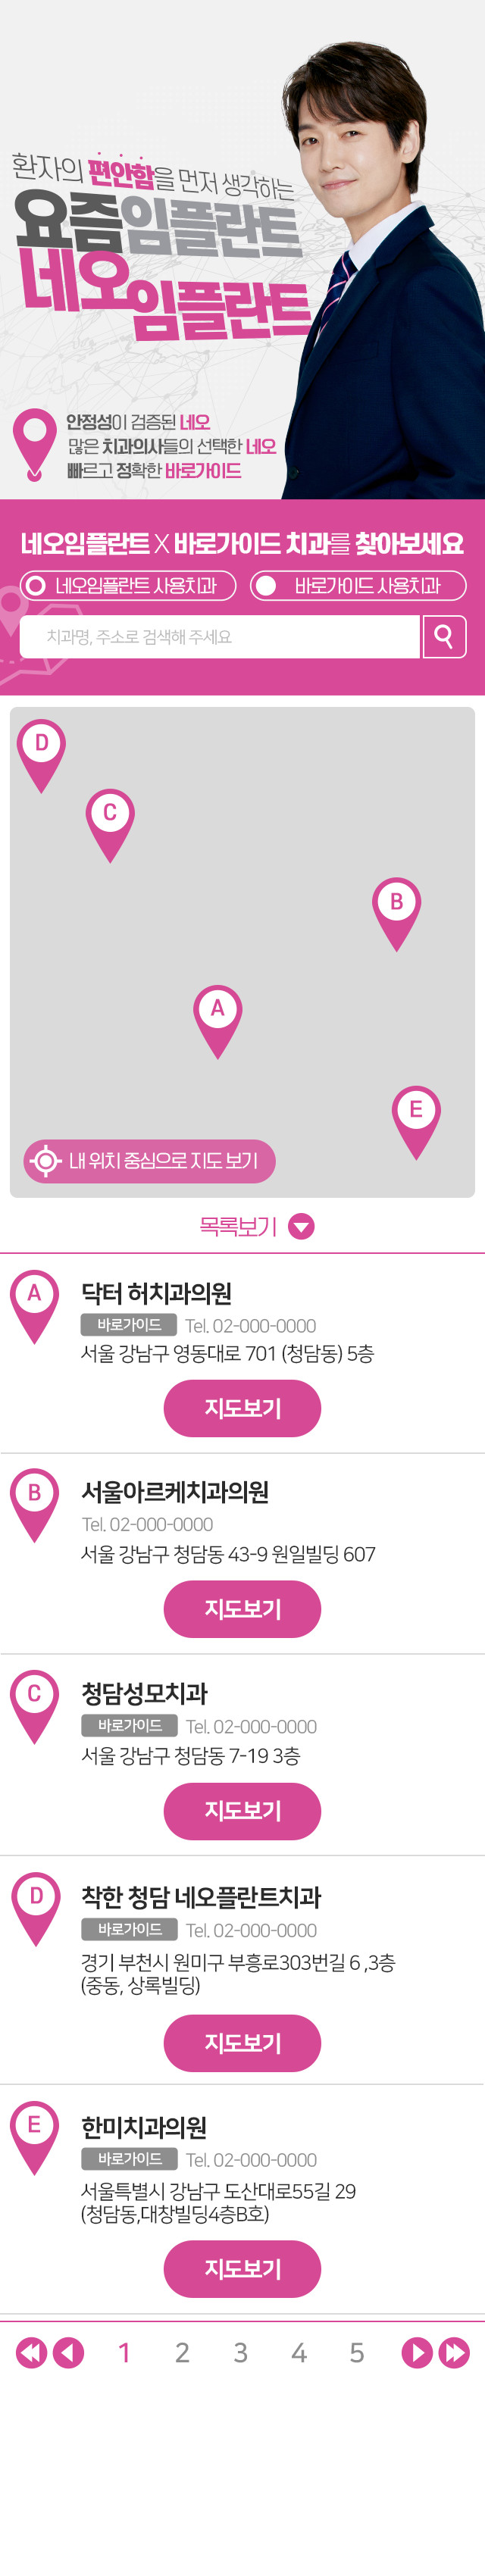 환자의 편안함을 먼저 생각하는
요즘임플란트
네오임플란트
안정성이 검증된 네오
많은 치과의사들의 선택한 네오
빠르고 정확한 바로가이드
네오임플란트 X 바로가이드 치과를 찾아보세요
네오임플란트 사용치과 바로가이드 사용치과
치과명, 주소로 검색해 주세요
D
C
B
A
E
내 위치 중심으로 지도 보기
목록보기
A 닥터 허치과의원
바로가이드 Tel. 02-000-0000
서울 강남구 영동대로 701 (청담동) 5층
지도보기
B 서울아르케치과의원
Tel. 02-000-0000
서울 강남구 청담동 43-9 원일빌딩 607
지도보기
C 청담성모치과
바로가이드 Tel. 02-000-0000
서울 강남구 청담동 7-19 3층
지도보기
D 착한 청담 네오플란트치과
바로가이드 Tel. 02-000-0000
경기 부천시 원미구 부흥로303번길 6 ,3층
(중동, 상록빌딩)
지도보기
E 한미치과의원
바로가이드 Tel. 02-000-0000
서울특별시 강남구 도산대로55길 29
(청담동,대창빌딩4층B호)
지도보기
1 2 3 4 5